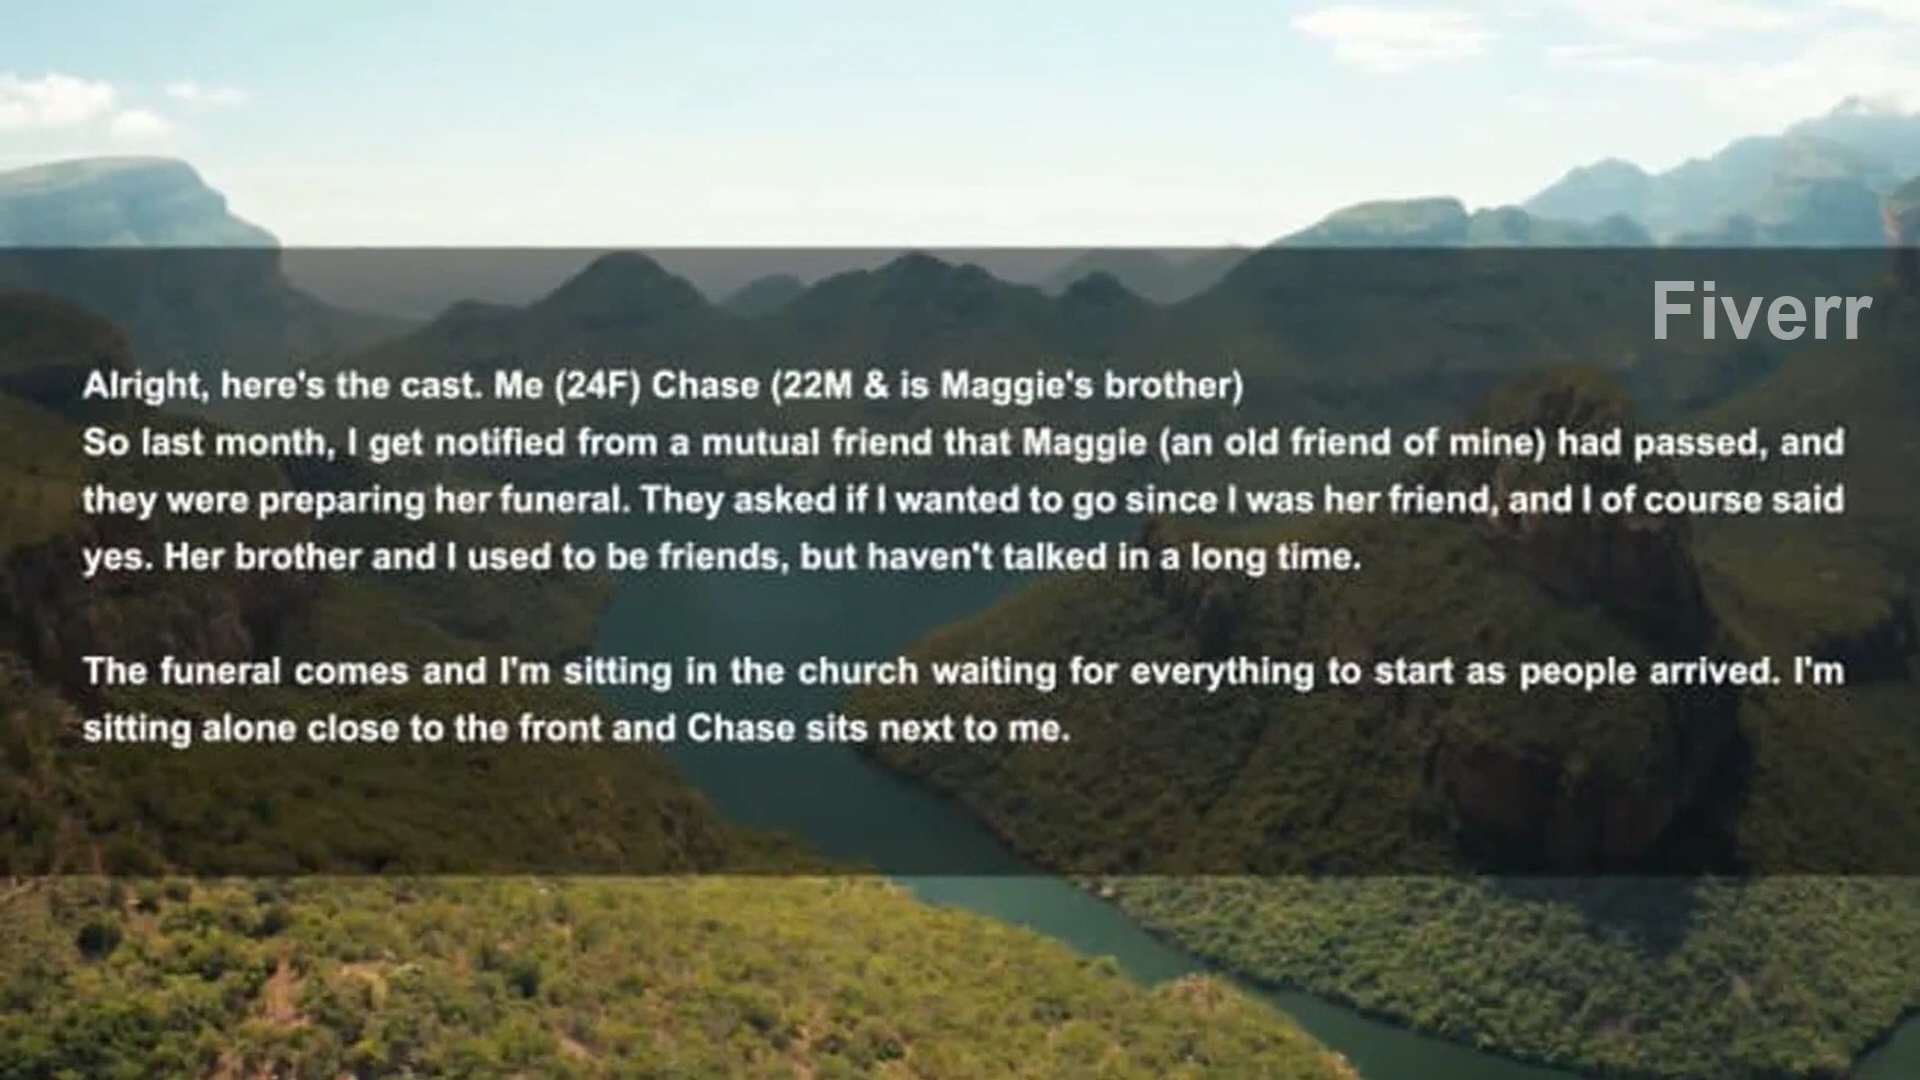 Fiverr
Alright, here's the cast. Me (24F) Chase (22M & is Maggie's brother)
So last month, I get notified from a mutual friend that Maggie (an old friend of mine) had passed, and
they were preparing her funeral. They asked if I wanted to go since I was her friend, and I of course said
yes. Her brother and I used to be friends, but haven't talked in a long time.
The funeral comes and I'm sitting in the church waiting for everything to start as people arrived. I'm
sitting alone close to the front and Chase sits next to me.